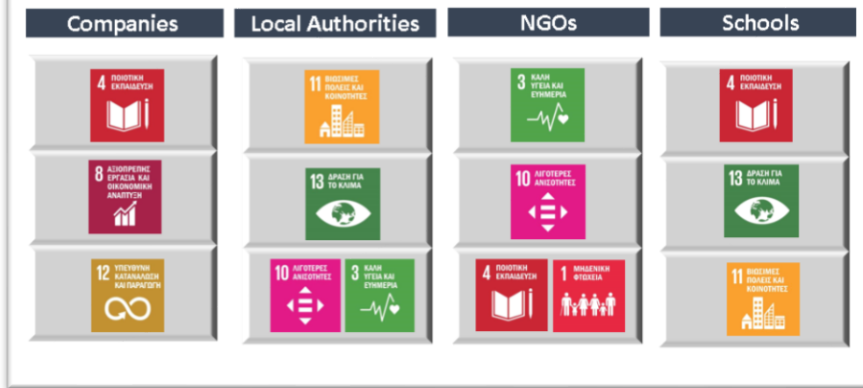 Companies
Local Authorities
NGOs
Schools
4 ΠΟΙΟΤΙΚΗ
ΕΚΠΑΙΔΕΥΣΗ
11 ΒΙΩΣΙΜΕΣ
ΠΟΛΕΙΣ ΚΑΙ
ΚΟΙΝΟΤΗΤΕΣ
3 ΚΑΛΗ
ΥΓΕΙΑ ΚΑΙ
ΕΥΗΜΕΡΙΑ
4 ΠΟΙΟΤΙΚΗ
ΕΚΠΑΙΔΕΥΣΗ
8 ΑΞΙΟΠΡΕΠΗΣ
ΕΡΓΑΣΙΑ ΚΑΙ
ΟΙΚΟΝΟΜΙΚΗ
ΑΝΑΠΤΥΞΗ
13 ΔΡΑΣΗ ΓΙΑ
ΤΟ ΚΛΙΜΑ
10 ΛΙΓΟΤΕΡΕΣ
ΑΝΙΣΟΤΗΤΕΣ
13 ΔΡΑΣΗ ΓΙΑ
ΤΟ ΚΛΙΜΑ
12 ΥΠΕΥΘΥΝΗ
ΚΑΤΑΝΑΛΩΣΗ
ΚΑΙ ΠΑΡΑΓΩΓΗ
10 ΛΙΓΟΤΕΡΕΣ
ΑΝΙΣΟΤΗΤΕΣ
3 ΚΑΛΗ
ΥΓΕΙΑ ΚΑΙ
ΕΥΗΜΕΡΙΑ
4 ΠΟΙΟΤΙΚΗ
ΕΚΠΑΙΔΕΥΣΗ
1 ΜΗΔΕΝΙΚΗ
ΦΤΩΧΕΙΑ
11 ΒΙΩΣΙΜΕΣ
ΠΟΛΕΙΣ ΚΑΙ
ΚΟΙΝΟΤΗΤΕΣ